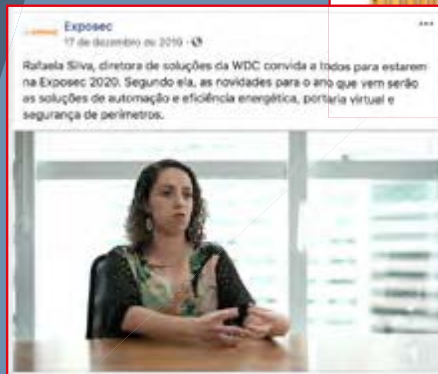 Exposec
17 de dezembro de 2019 ·
Rafaela Silva, diretora de soluções da WDC convida a todos para estarem
na Exposec 2020. Segundo ela, as novidades para o ano que vem serão
as soluções de automação e eficiência energética, portaria virtual e
segurança de perímetros.